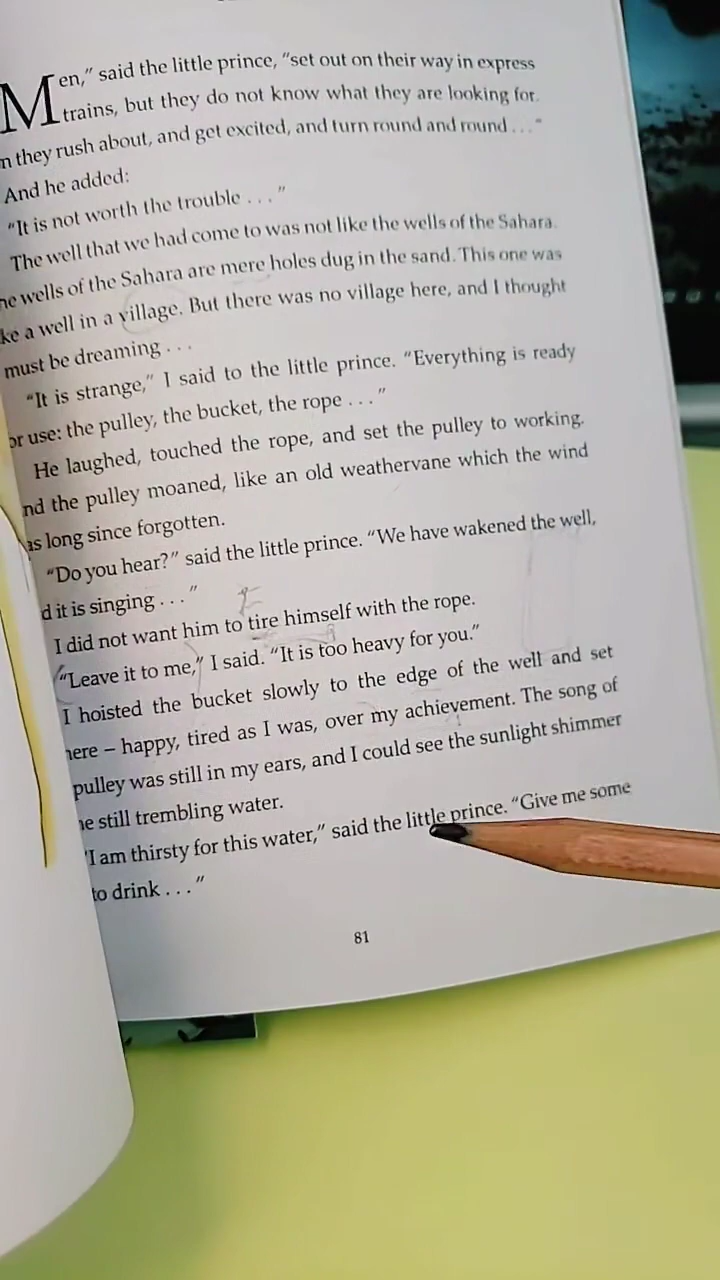 Men,” said the little prince, “set out on their way in express
trains, but they do not know what they are looking for.
n they rush about, and get excited, and turn round and round . . .”
And he added:
“It is not worth the trouble . . .”
The well that we had come to was not like the wells of the Sahara.
he wells of the Sahara are mere holes dug in the sand. This one was
ke a well in a village. But there was no village here, and I thought
must be dreaming . . .
“It is strange,” I said to the little prince. “Everything is ready
or use: the pulley, the bucket, the rope . . .”
He laughed, touched the rope, and set the pulley to working.
nd the pulley moaned, like an old weathervane which the wind
as long since forgotten.
“Do you hear?” said the little prince. “We have wakened the well,
d it is singing . . .”
I did not want him to tire himself with the rope.
“Leave it to me,” I said. “It is too heavy for you.”
I hoisted the bucket slowly to the edge of the well and set
here – happy, tired as I was, over my achievement. The song of
pulley was still in my ears, and I could see the sunlight shimmer
he still trembling water.
“I am thirsty for this water,” said the little prince. “Give me some
to drink . . .”
81